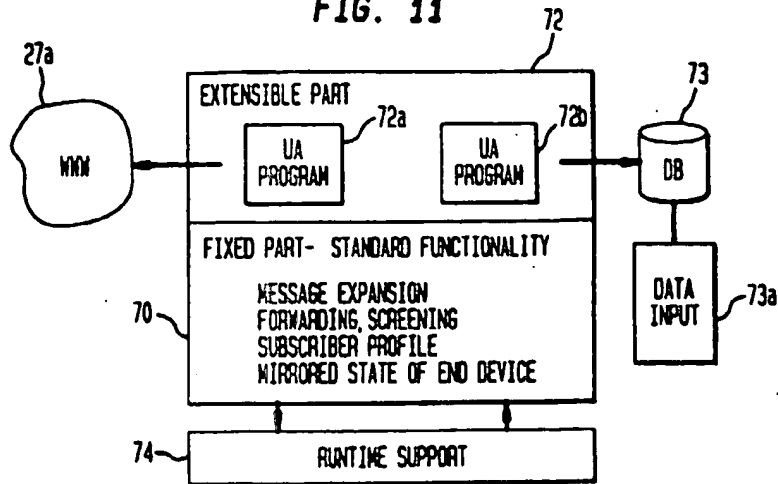 FIG. 11
27a
72
73
EXTENSIBLE PART
72a
72b
WWW
UA
PROGRAM
UA
PROGRAM
DB
FIXED PART- STANDARD FUNCTIONALITY
MESSAGE EXPANSION
FORWARDING, SCREENING
SUBSCRIBER PROFILE
MIRRORED STATE OF END DEVICE
70
DATA
INPUT
73a
74
RUNTIME SUPPORT